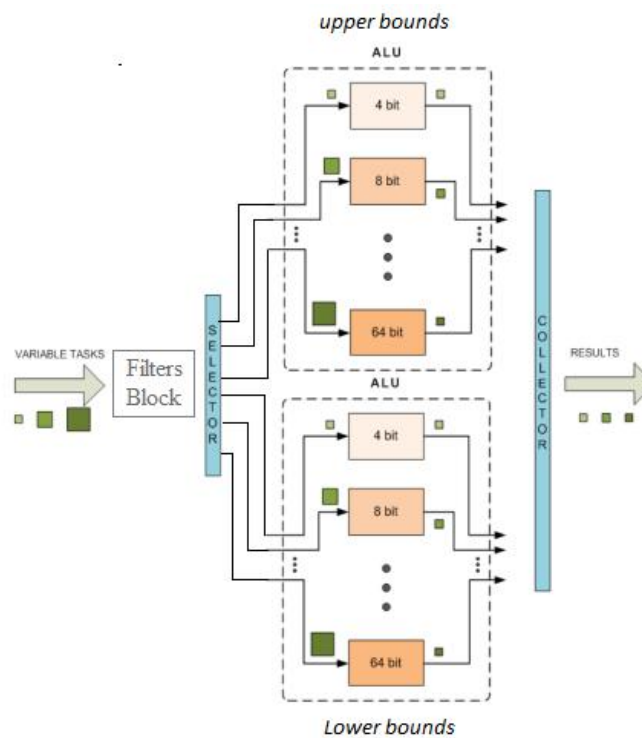 upper bounds
ALU
4 bit
8 bit
64 bit
VARIABLE TASKS
Filters
Block
SELECTOR
COLLECTOR
RESULTS
ALU
4 bit
8 bit
64 bit
Lower bounds